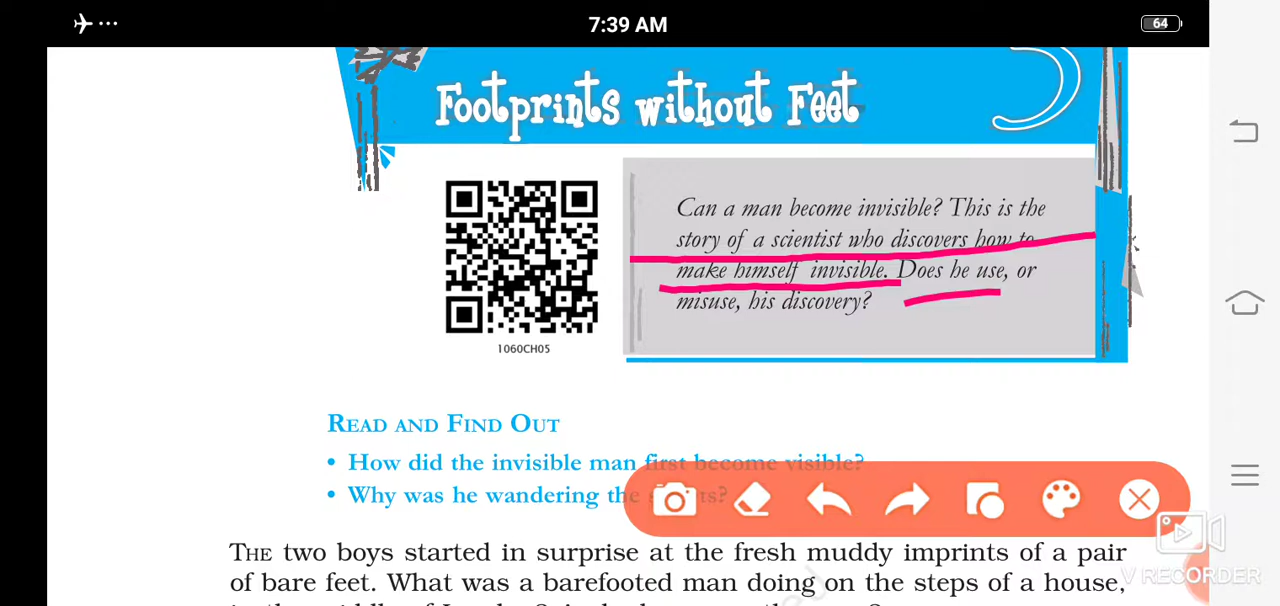 7:39 AM
64
Footprints without Feet
5
Can a man become invisible? This is the
story of a scientist who discovers how to
make himself invisible. Does he use, or
misuse, his discovery?
1060CH05
READ AND FIND OUT
• How did the invisible man first become visible?
• Why was he wandering the streets?
THE two boys started in surprise at the fresh muddy imprints of a pair
of bare feet. What was a barefooted man doing on the steps of a house,
V RECORDER